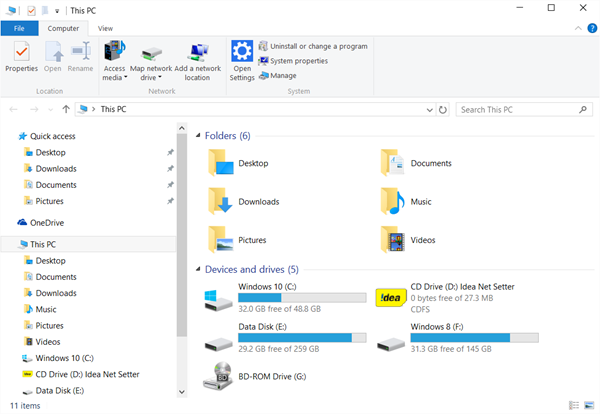 This PC
File
Computer
View
Properties
Open
Rename
Access media
Map network drive
Add a network location
Open Settings
Uninstall or change a program
System properties
Manage
Location
Network
System
This PC
Search This PC
Quick access
Desktop
Downloads
Documents
Pictures
OneDrive
This PC
Desktop
Documents
Downloads
Music
Pictures
Videos
Windows 10 (C:)
CD Drive (D:) Idea Net Setter
Data Disk (E:)
Folders (6)
Desktop
Documents
Downloads
Music
Pictures
Videos
Devices and drives (5)
Windows 10 (C:)
32.0 GB free of 48.8 GB
!dea
CD Drive (D:) Idea Net Setter
0 bytes free of 27.3 MB
CDFS
Data Disk (E:)
29.2 GB free of 259 GB
Windows 8 (F:)
31.3 GB free of 145 GB
BD
BD-ROM Drive (G:)
11 items